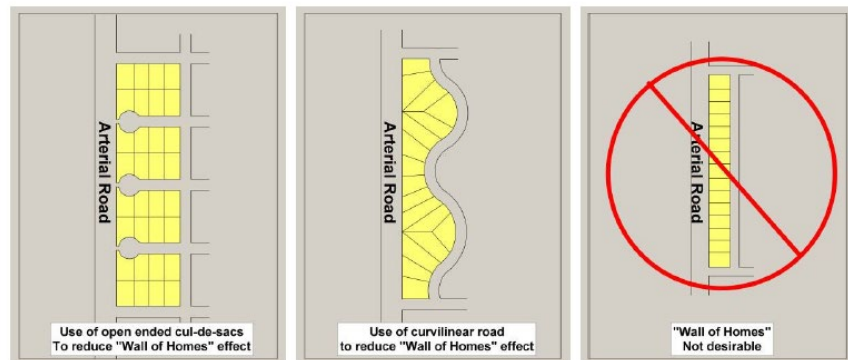 Arterial Road
Use of open ended cul-de-sacs
To reduce "Wall of Homes" effect
Arterial Road
Use of curvilinear road
to reduce "Wall of Homes" effect
Arterial Road
"Wall of Homes"
Not desirable